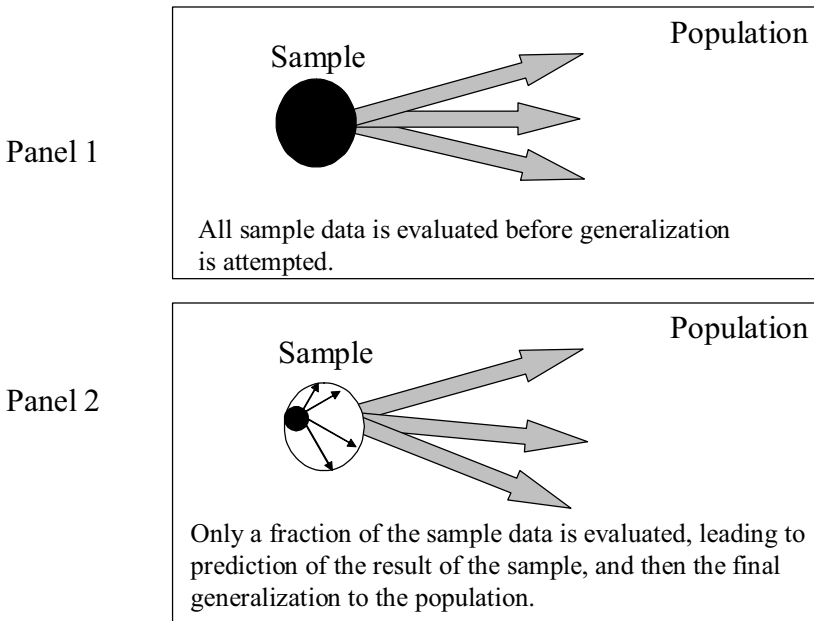 Panel 1
Population
Sample
All sample data is evaluated before generalization
is attempted.
Panel 2
Population
Sample
Only a fraction of the sample data is evaluated, leading to
prediction of the result of the sample, and then the final
generalization to the population.